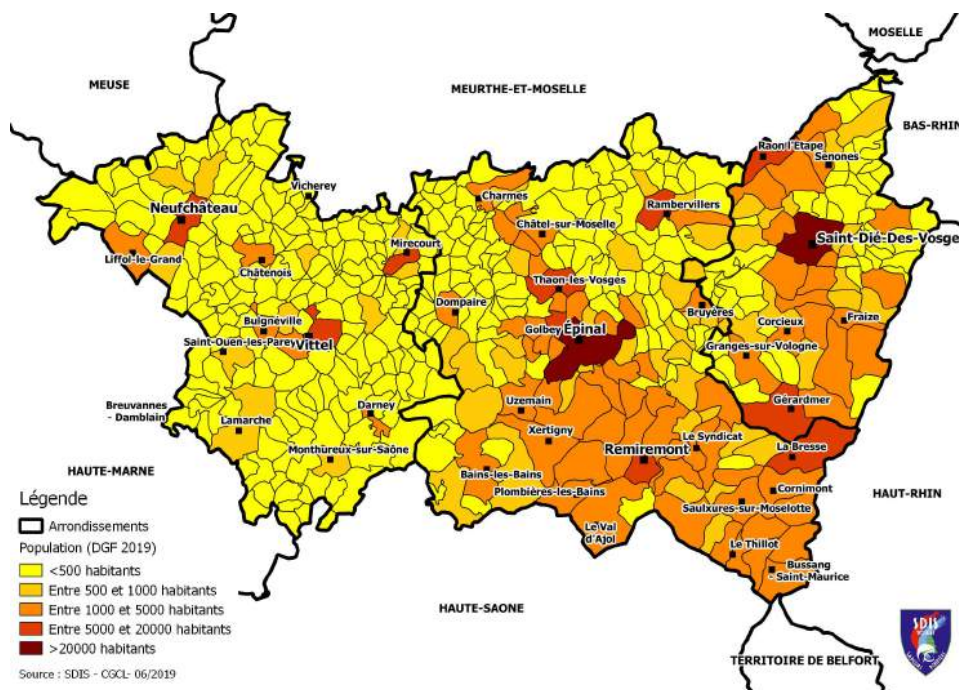 MOSELLE
MEUSE
MEURTHE-ET-MOSELLE
BAS-RHIN
Raon l'Etape
Senones
Vicherey
Charmes
Neufchâteau
Rambervillers
Châtel-sur-Moselle
Mirecourt
Saint-Dié-Des-Vosge
Liffol-le-Grand
Châtenois
Thaon-les-Vosges
Dompaire
Bruyères
Fraize
Bulgnéville
Golbey
Épinal
Corcieux
Vittel
Saint-Ouen-les-Parey
Granges-sur-Vologne
Breuvannes
- Damblain
Gérardmer
Uzemain
Darney
Lamarche
Xertigny
Le Syndicat
La Bresse
Monthureux-sur-Saône
Remiremont
HAUTE-MARNE
Bains-les-Bains
Plombières-les-Bains
Cornimont
HAUT-RHIN
Saulxures-sur-Moselotte
Le Val
d'Ajol
Le Thillot
Bussang
- Saint-Maurice
HAUTE-SAONE
TERRITOIRE DE BELFORT
Légende
Arrondissements
Population (DGF 2019)
<500 habitants
Entre 500 et 1000 habitants
Entre 1000 et 5000 habitants
Entre 5000 et 20000 habitants
>20000 habitants
Source : SDIS - CGCL- 06/2019
SDIS